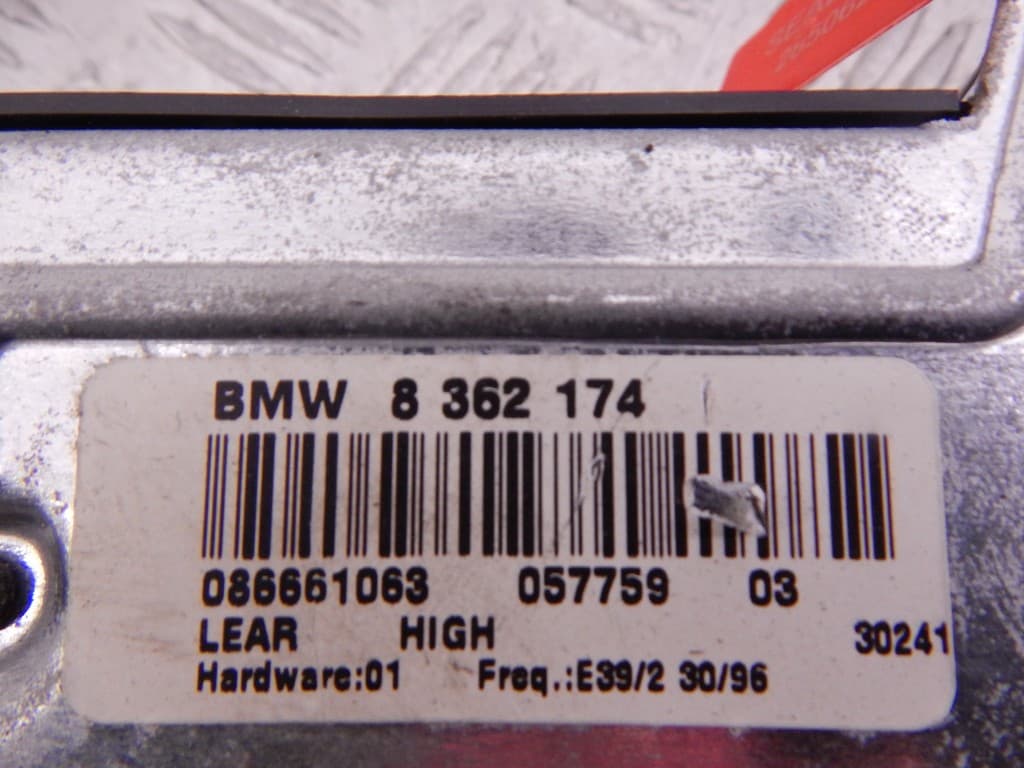 BMW 8 362 174
086661063 057759 03
LEAR HIGH 30241
Hardware:01 Freq.:E39/2 30/96